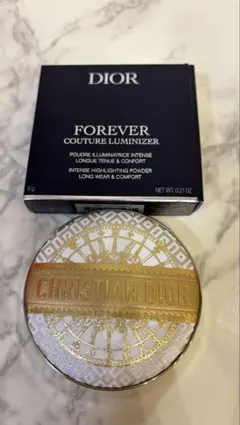 DIOR
FOREVER
COUTURE LUMINIZER
POUDRE ILLUMINATRICE INTENSE
LONGUE TENUE & CONFORT
INTENSE HIGHLIGHTING POWDER
LONG WEAR & COMFORT
6g
NET WT. 0.21 OZ
CHRISTIAN DIOR